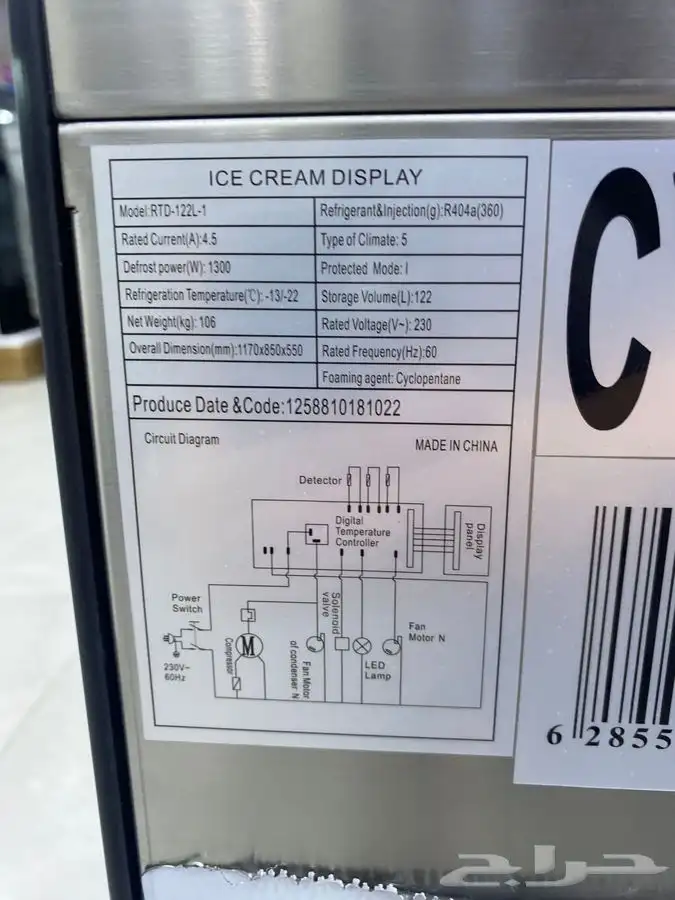 ICE CREAM DISPLAY
Model:RTD-122L-1
Refrigerant&Injection(g):R404a(360)
Rated Current(A):4.5
Type of Climate: 5
Defrost power(W): 1300
Protected Mode: I
Refrigeration Temperature(℃): -13/-22
Storage Volume(L): 122
Net Weight(kg): 106
Rated Voltage(V~): 230
Overall Dimension(mm):1170x850x550
Rated Frequency(Hz):60
Foaming agent: Cyclopentane
Produce Date &Code:1258810181022
Circuit Diagram
MADE IN CHINA
Detector
Digital
Temperature
Controller
Display
panel
Power
Switch
230V~
60Hz
Compressor
M
Fan Motor
of condenser N
Solenoid
valve
LED
Lamp
Fan
Motor N
C
6 2855
حراج